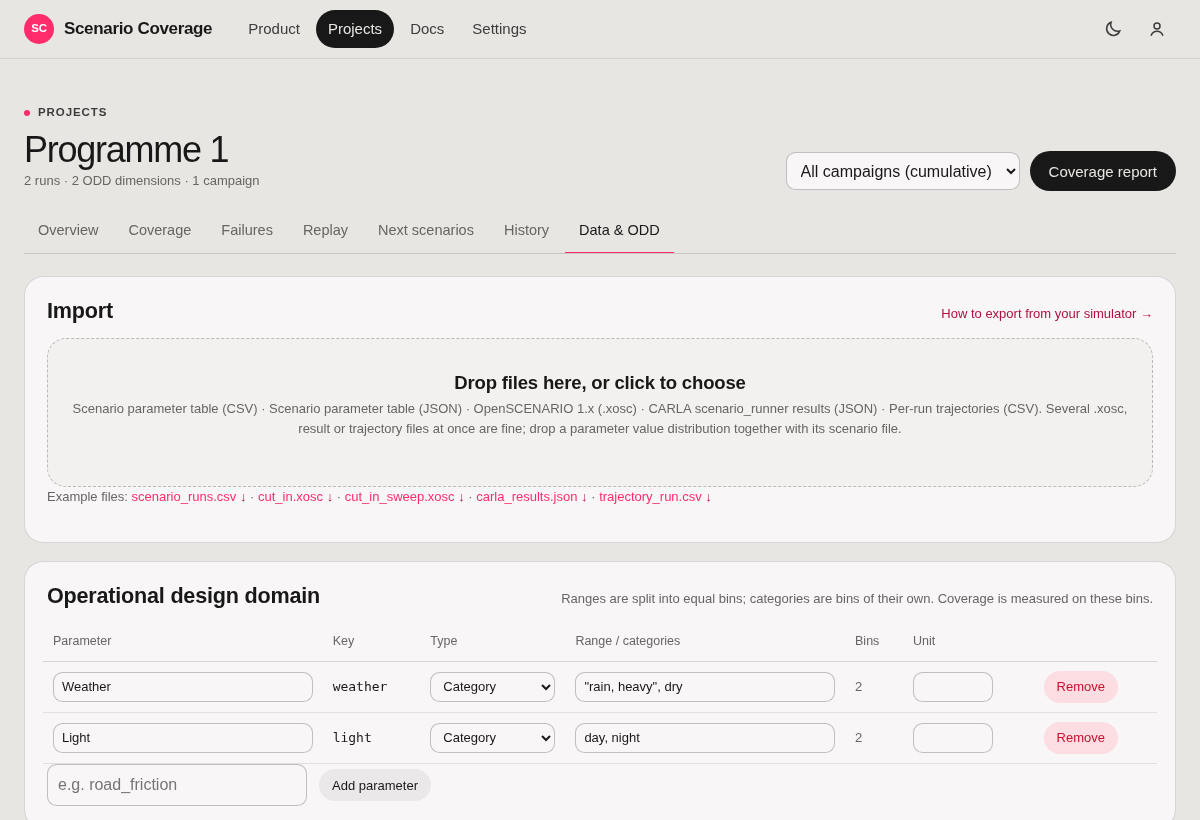 SC Scenario Coverage Product Projects Docs Settings
PROJECTS
Programme 1
2 runs · 2 ODD dimensions · 1 campaign
All campaigns (cumulative) Coverage report
Overview Coverage Failures Replay Next scenarios History Data & ODD
Import
How to export from your simulator →
Drop files here, or click to choose
Scenario parameter table (CSV) · Scenario parameter table (JSON) · OpenSCENARIO 1.x (.xosc) · CARLA scenario_runner results (JSON) · Per-run trajectories (CSV). Several .xosc,
result or trajectory files at once are fine; drop a parameter value distribution together with its scenario file.
Example files: scenario_runs.csv ↓ · cut_in.xosc ↓ · cut_in_sweep.xosc ↓ · carla_results.json ↓ · trajectory_run.csv ↓
Operational design domain
Ranges are split into equal bins; categories are bins of their own. Coverage is measured on these bins.
Parameter Key Type Range / categories Bins Unit
Weather weather Category "rain, heavy", dry 2 Remove
Light light Category day, night 2 Remove
e.g. road_friction Add parameter